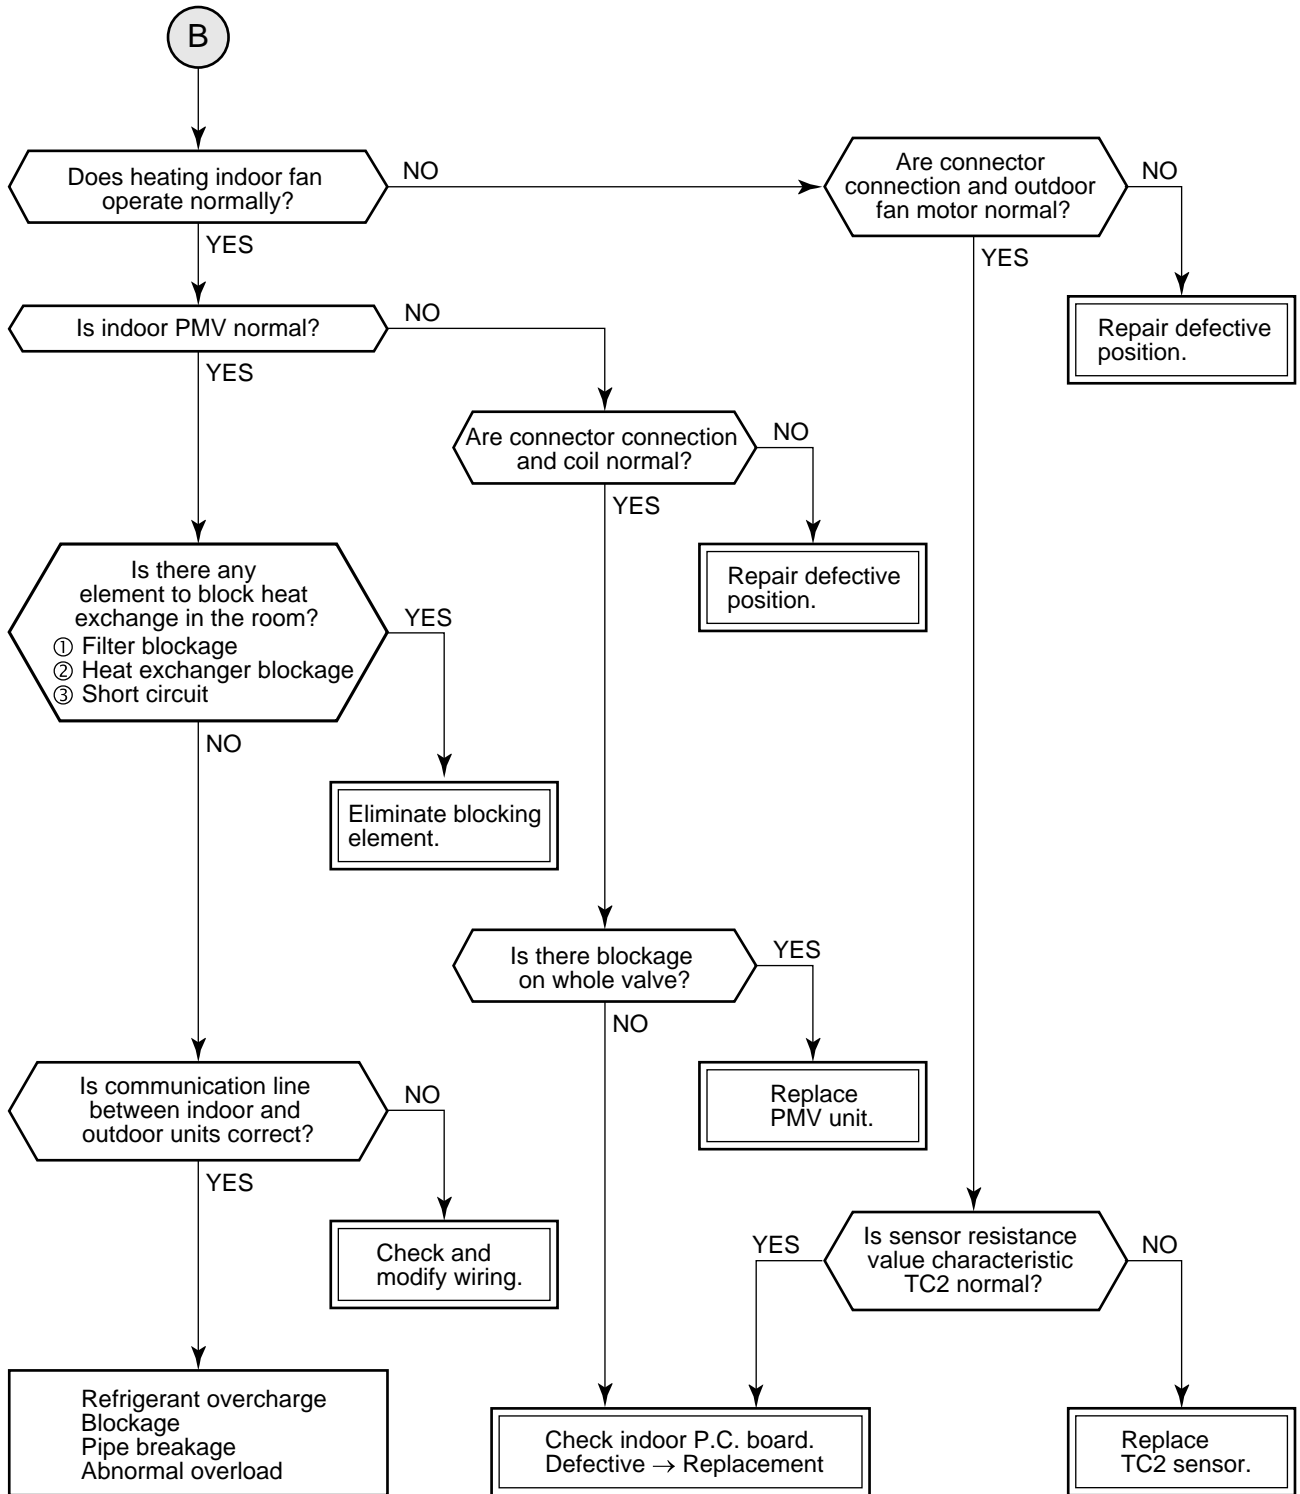 B
Does heating indoor fan
operate normally?
NO
YES
Are connector
connection and outdoor
fan motor normal?
NO
YES
Repair defective
position.
Is indoor PMV normal?
NO
YES
Are connector connection
and coil normal?
NO
YES
Repair defective
position.
Is there any
element to block heat
exchange in the room?
① Filter blockage
② Heat exchanger blockage
③ Short circuit
YES
NO
Eliminate blocking
element.
Is there blockage
on whole valve?
YES
NO
Replace
PMV unit.
Is communication line
between indoor and
outdoor units correct?
NO
YES
Check and
modify wiring.
Is sensor resistance
value characteristic
TC2 normal?
YES
NO
Refrigerant overcharge
Blockage
Pipe breakage
Abnormal overload
Check indoor P.C. board.
Defective → Replacement
Replace
TC2 sensor.